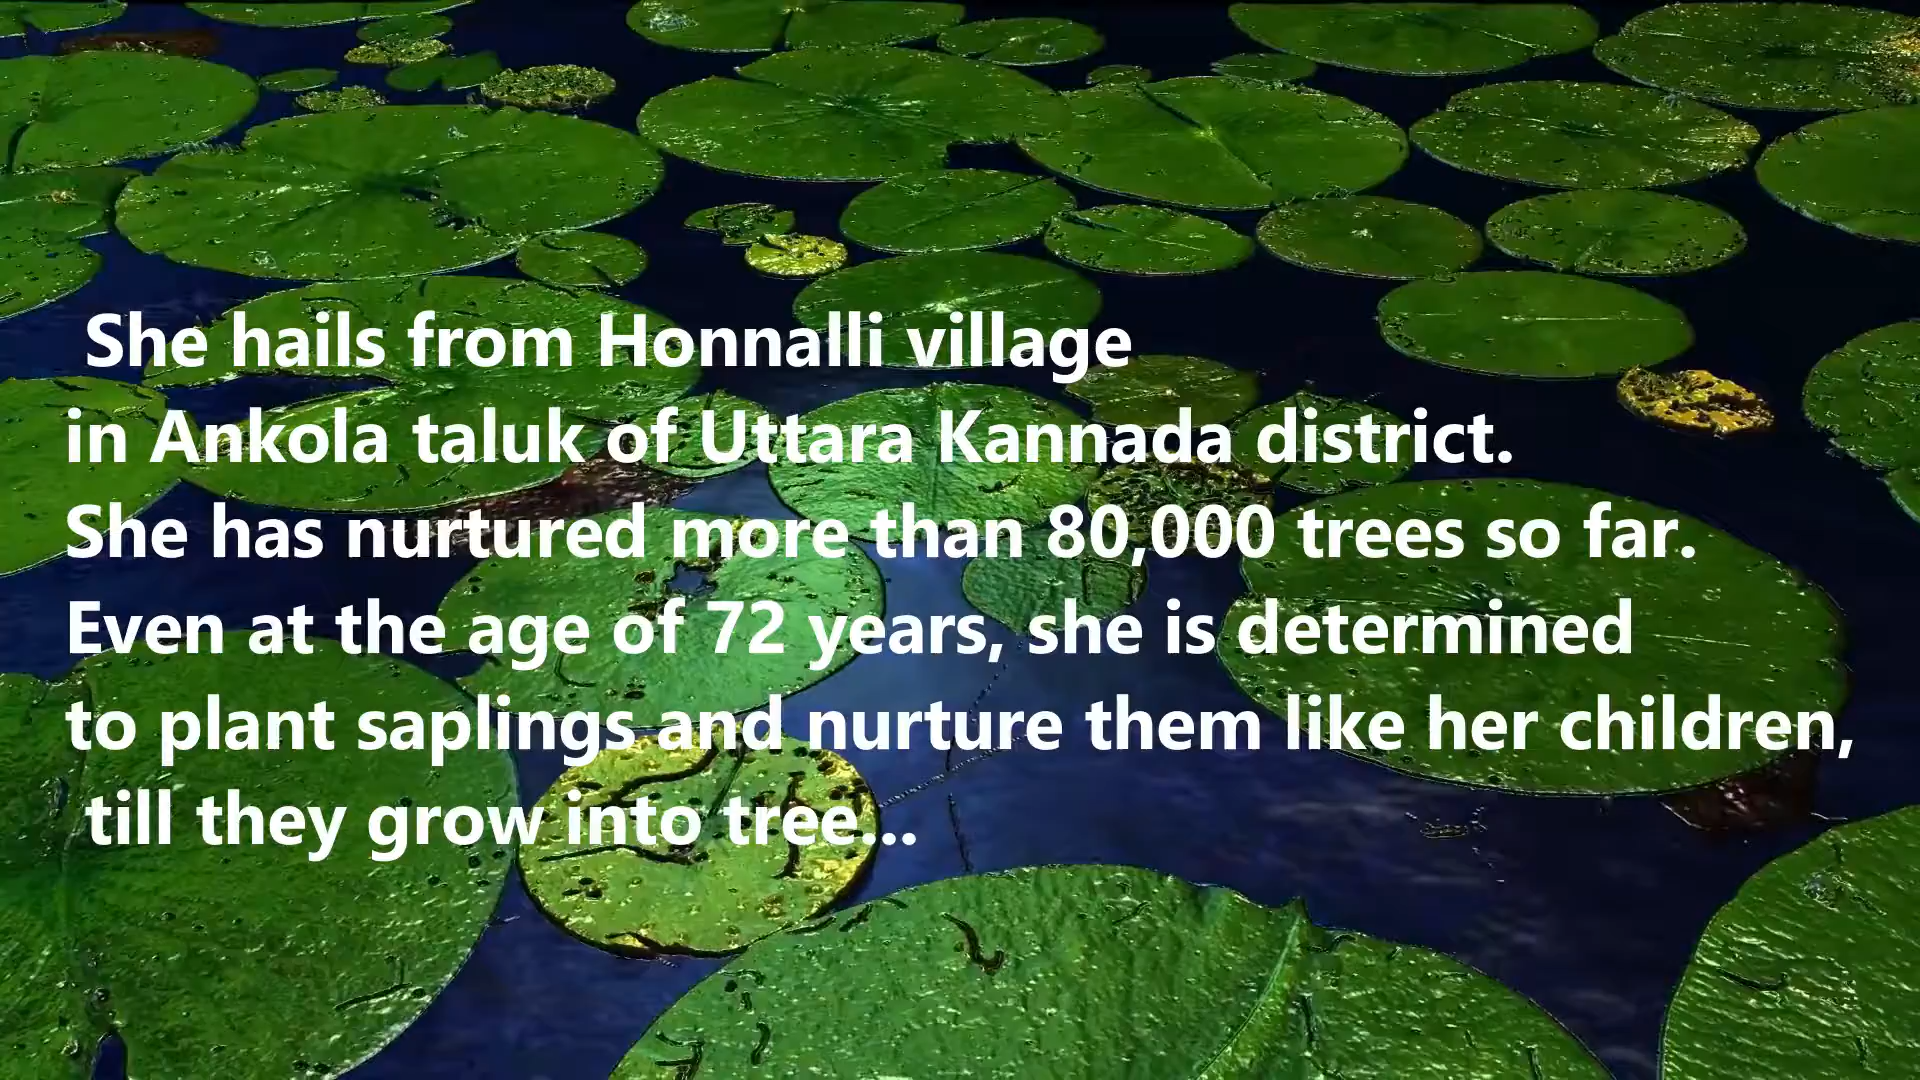 She hails from Honnalli village
in Ankola taluk of Uttara Kannada district.
She has nurtured more than 80,000 trees so far.
Even at the age of 72 years, she is determined
to plant saplings and nurture them like her children,
till they grow into tree...